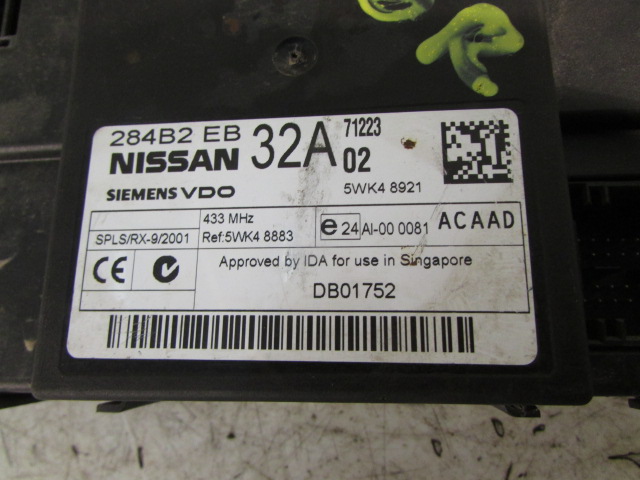 284B2 EB 32A 71223
NISSAN 02
SIEMENS VDO 5WK4 8921
433 MHz
SPLS/RX-9/2001 Ref:5WK4 8883 e 24 AI-00 0081 ACAAD
CE Approved by IDA for use in Singapore
DB01752